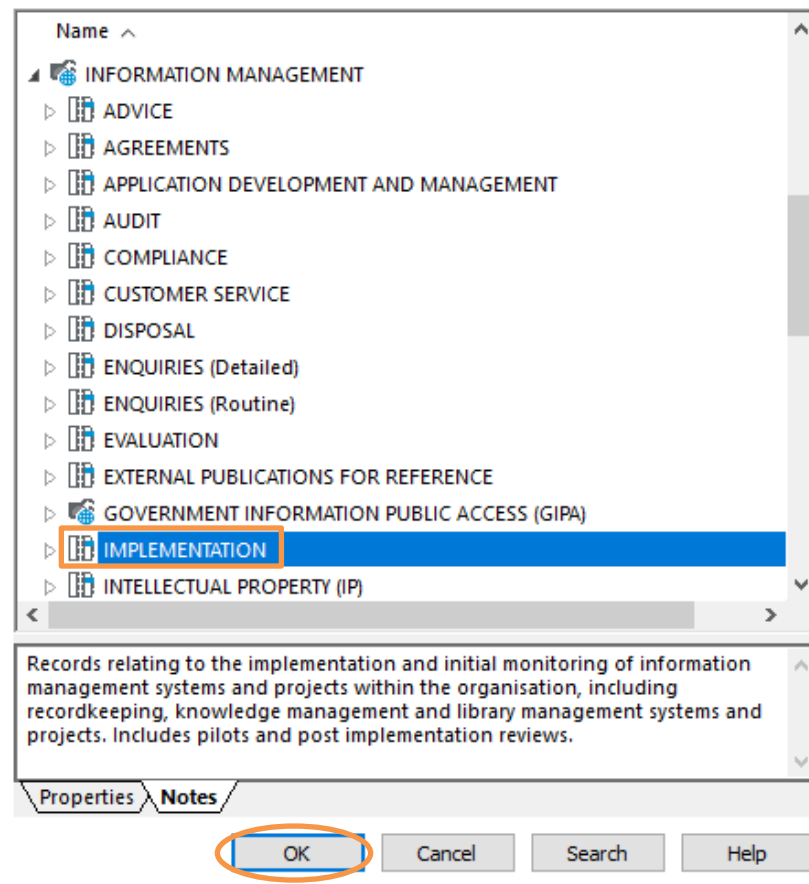 Name
INFORMATION MANAGEMENT
ADVICE
AGREEMENTS
APPLICATION DEVELOPMENT AND MANAGEMENT
AUDIT
COMPLIANCE
CUSTOMER SERVICE
DISPOSAL
ENQUIRIES (Detailed)
ENQUIRIES (Routine)
EVALUATION
EXTERNAL PUBLICATIONS FOR REFERENCE
GOVERNMENT INFORMATION PUBLIC ACCESS (GIPA)
IMPLEMENTATION
INTELLECTUAL PROPERTY (IP)
Records relating to the implementation and initial monitoring of information
management systems and projects within the organisation, including
recordkeeping, knowledge management and library management systems and
projects. Includes pilots and post implementation reviews.
Properties Notes
OK Cancel Search Help